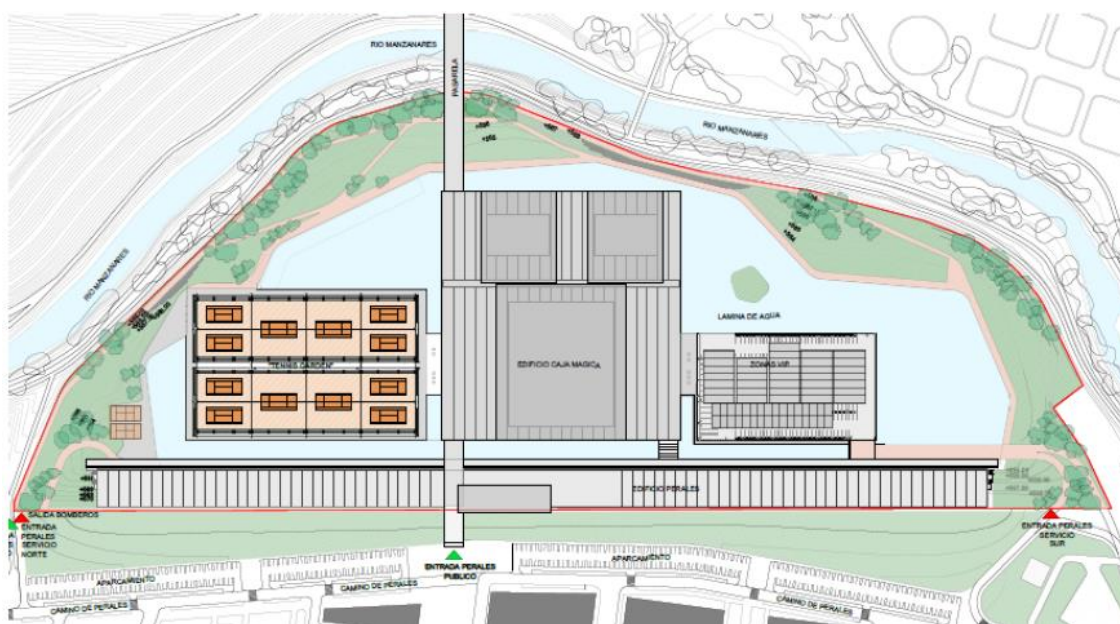 RIO MANZANARES
PASARELA
RIO MANZANARES
RIO MANZANARES
LAMINA DE AGUA
"TENNIS GARDEN"
EDIFICIO CAJA MAGICA
ZONAS VIP
EDIFICIO PERALES
SALIDA BOMBEROS
ENTRADA
PERALES
SERVICIO
NORTE
ENTRADA PERALES
PUBLICO
ENTRADA PERALES
SERVICIO
SUR
APARCAMIENTO
APARCAMIENTO
CAMINO DE PERALES
CAMINO DE PERALES
CAMINO DE PERALES